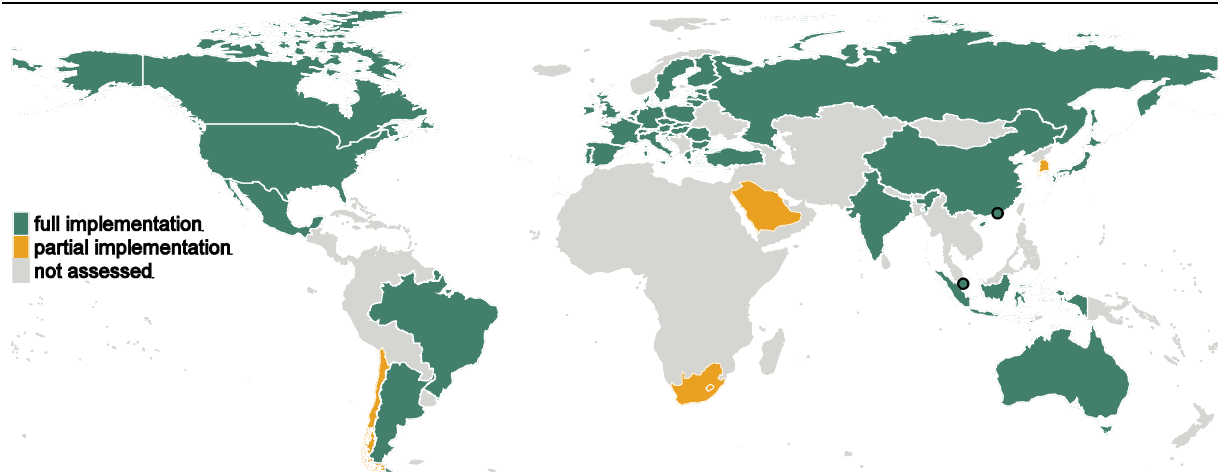 full implementation.
partial implementation.
not assessed.